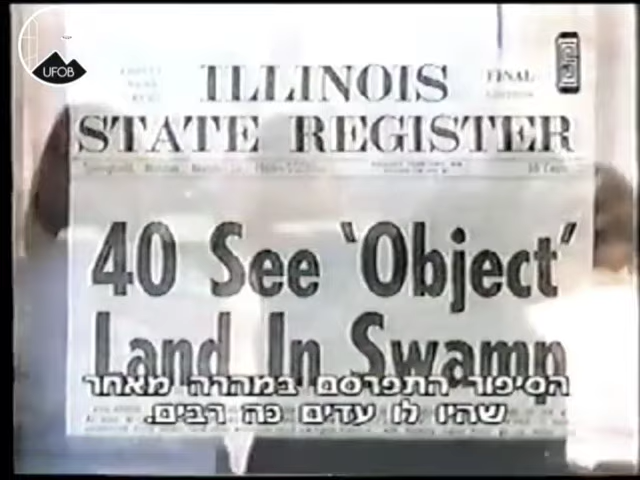 UFOB
ILLINOIS
FINAL
STATE REGISTER
40 See 'Object'
Land In Swamp
הסיפור התפרסם במהרה מאחר
שהיו לו עדים כה רבים.